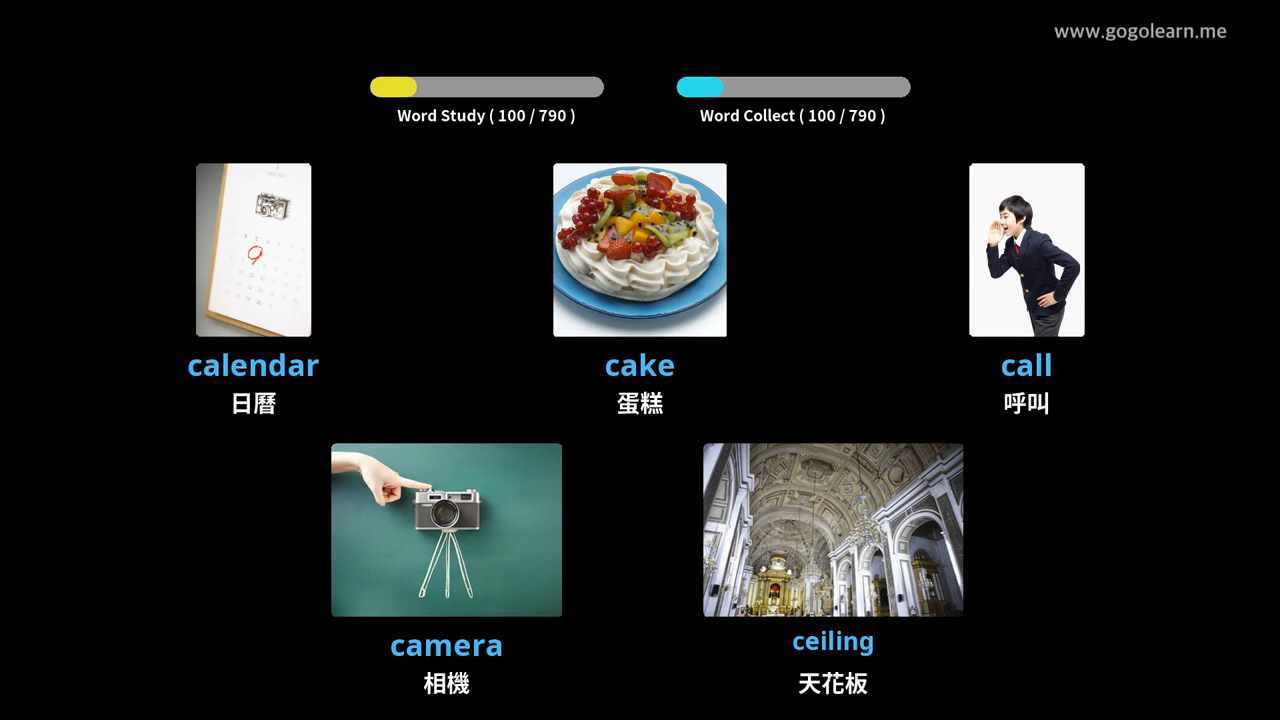 www.gogolearn.me
Word Study ( 100 / 790 )
Word Collect ( 100 / 790 )
calendar
日曆
cake
蛋糕
call
呼叫
camera
相機
ceiling
天花板